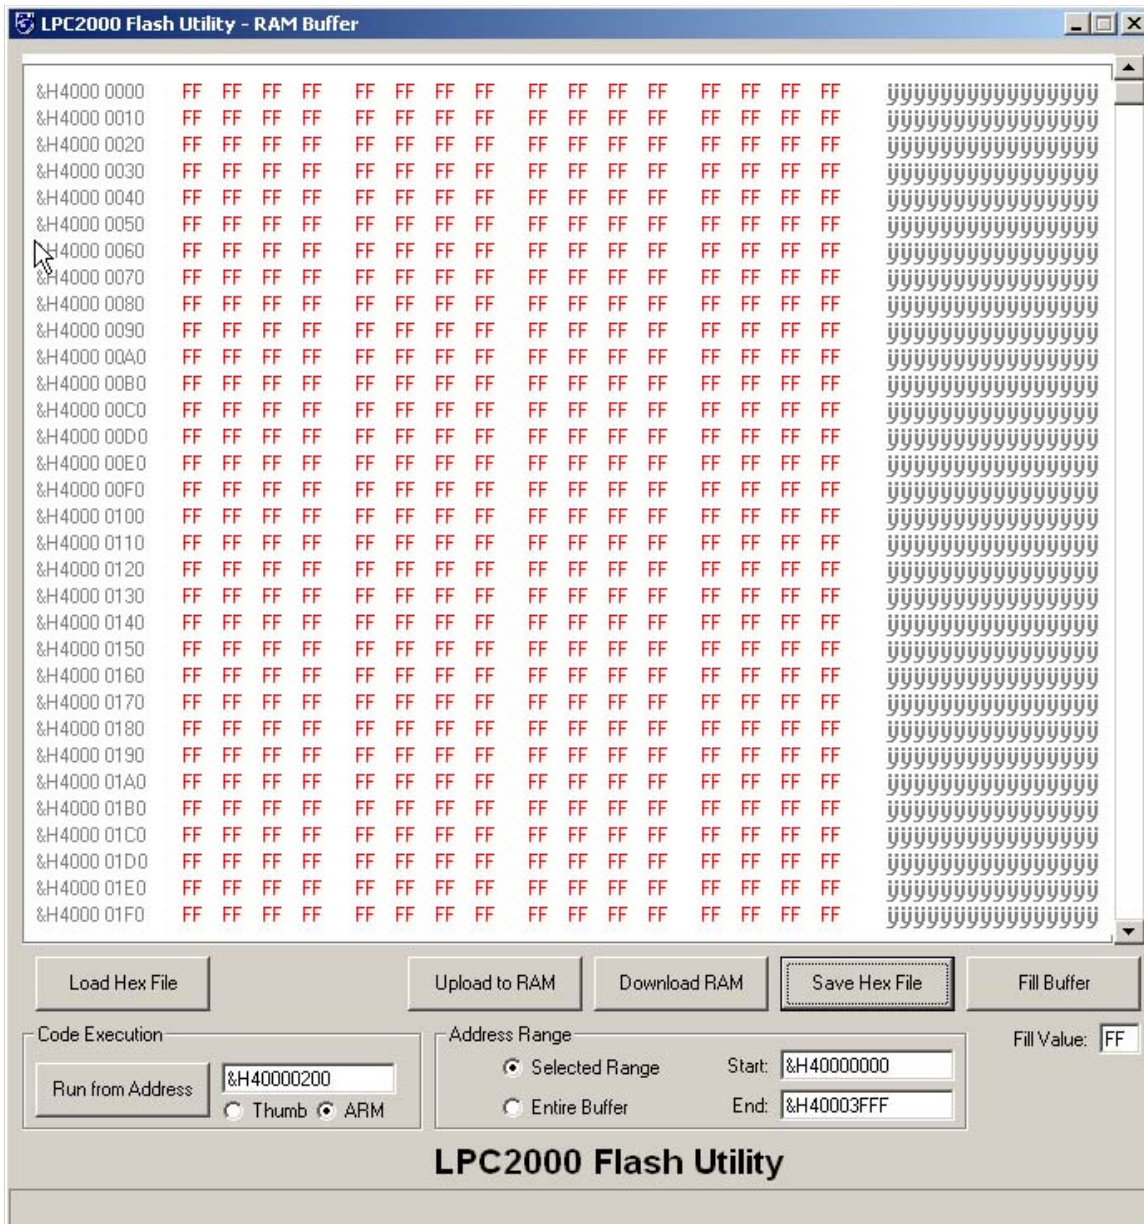 LPC2000 Flash Utility - RAM Buffer
&H4000 0000 FF FF FF FF FF FF FF FF FF FF FF FF FF FF FF FF ÿÿÿÿÿÿÿÿÿÿÿÿÿÿÿÿ
&H4000 0010 FF FF FF FF FF FF FF FF FF FF FF FF FF FF FF FF ÿÿÿÿÿÿÿÿÿÿÿÿÿÿÿÿ
&H4000 0020 FF FF FF FF FF FF FF FF FF FF FF FF FF FF FF FF ÿÿÿÿÿÿÿÿÿÿÿÿÿÿÿÿ
&H4000 0030 FF FF FF FF FF FF FF FF FF FF FF FF FF FF FF FF ÿÿÿÿÿÿÿÿÿÿÿÿÿÿÿÿ
&H4000 0040 FF FF FF FF FF FF FF FF FF FF FF FF FF FF FF FF ÿÿÿÿÿÿÿÿÿÿÿÿÿÿÿÿ
&H4000 0050 FF FF FF FF FF FF FF FF FF FF FF FF FF FF FF FF ÿÿÿÿÿÿÿÿÿÿÿÿÿÿÿÿ
H4000 0060 FF FF FF FF FF FF FF FF FF FF FF FF FF FF FF FF ÿÿÿÿÿÿÿÿÿÿÿÿÿÿÿÿ
&H4000 0070 FF FF FF FF FF FF FF FF FF FF FF FF FF FF FF FF ÿÿÿÿÿÿÿÿÿÿÿÿÿÿÿÿ
&H4000 0080 FF FF FF FF FF FF FF FF FF FF FF FF FF FF FF FF ÿÿÿÿÿÿÿÿÿÿÿÿÿÿÿÿ
&H4000 0090 FF FF FF FF FF FF FF FF FF FF FF FF FF FF FF FF ÿÿÿÿÿÿÿÿÿÿÿÿÿÿÿÿ
&H4000 00A0 FF FF FF FF FF FF FF FF FF FF FF FF FF FF FF FF ÿÿÿÿÿÿÿÿÿÿÿÿÿÿÿÿ
&H4000 00B0 FF FF FF FF FF FF FF FF FF FF FF FF FF FF FF FF ÿÿÿÿÿÿÿÿÿÿÿÿÿÿÿÿ
&H4000 00C0 FF FF FF FF FF FF FF FF FF FF FF FF FF FF FF FF ÿÿÿÿÿÿÿÿÿÿÿÿÿÿÿÿ
&H4000 00D0 FF FF FF FF FF FF FF FF FF FF FF FF FF FF FF FF ÿÿÿÿÿÿÿÿÿÿÿÿÿÿÿÿ
&H4000 00E0 FF FF FF FF FF FF FF FF FF FF FF FF FF FF FF FF ÿÿÿÿÿÿÿÿÿÿÿÿÿÿÿÿ
&H4000 00F0 FF FF FF FF FF FF FF FF FF FF FF FF FF FF FF FF ÿÿÿÿÿÿÿÿÿÿÿÿÿÿÿÿ
&H4000 0100 FF FF FF FF FF FF FF FF FF FF FF FF FF FF FF FF ÿÿÿÿÿÿÿÿÿÿÿÿÿÿÿÿ
&H4000 0110 FF FF FF FF FF FF FF FF FF FF FF FF FF FF FF FF ÿÿÿÿÿÿÿÿÿÿÿÿÿÿÿÿ
&H4000 0120 FF FF FF FF FF FF FF FF FF FF FF FF FF FF FF FF ÿÿÿÿÿÿÿÿÿÿÿÿÿÿÿÿ
&H4000 0130 FF FF FF FF FF FF FF FF FF FF FF FF FF FF FF FF ÿÿÿÿÿÿÿÿÿÿÿÿÿÿÿÿ
&H4000 0140 FF FF FF FF FF FF FF FF FF FF FF FF FF FF FF FF ÿÿÿÿÿÿÿÿÿÿÿÿÿÿÿÿ
&H4000 0150 FF FF FF FF FF FF FF FF FF FF FF FF FF FF FF FF ÿÿÿÿÿÿÿÿÿÿÿÿÿÿÿÿ
&H4000 0160 FF FF FF FF FF FF FF FF FF FF FF FF FF FF FF FF ÿÿÿÿÿÿÿÿÿÿÿÿÿÿÿÿ
&H4000 0170 FF FF FF FF FF FF FF FF FF FF FF FF FF FF FF FF ÿÿÿÿÿÿÿÿÿÿÿÿÿÿÿÿ
&H4000 0180 FF FF FF FF FF FF FF FF FF FF FF FF FF FF FF FF ÿÿÿÿÿÿÿÿÿÿÿÿÿÿÿÿ
&H4000 0190 FF FF FF FF FF FF FF FF FF FF FF FF FF FF FF FF ÿÿÿÿÿÿÿÿÿÿÿÿÿÿÿÿ
&H4000 01A0 FF FF FF FF FF FF FF FF FF FF FF FF FF FF FF FF ÿÿÿÿÿÿÿÿÿÿÿÿÿÿÿÿ
&H4000 01B0 FF FF FF FF FF FF FF FF FF FF FF FF FF FF FF FF ÿÿÿÿÿÿÿÿÿÿÿÿÿÿÿÿ
&H4000 01C0 FF FF FF FF FF FF FF FF FF FF FF FF FF FF FF FF ÿÿÿÿÿÿÿÿÿÿÿÿÿÿÿÿ
&H4000 01D0 FF FF FF FF FF FF FF FF FF FF FF FF FF FF FF FF ÿÿÿÿÿÿÿÿÿÿÿÿÿÿÿÿ
&H4000 01E0 FF FF FF FF FF FF FF FF FF FF FF FF FF FF FF FF ÿÿÿÿÿÿÿÿÿÿÿÿÿÿÿÿ
&H4000 01F0 FF FF FF FF FF FF FF FF FF FF FF FF FF FF FF FF ÿÿÿÿÿÿÿÿÿÿÿÿÿÿÿÿ
Load Hex File Upload to RAM Download RAM Save Hex File Fill Buffer
Code Execution Address Range Fill Value: FF
Run from Address &H40000200 Selected Range Start: &H40000000
Thumb ARM Entire Buffer End: &H40003FFF
LPC2000 Flash Utility